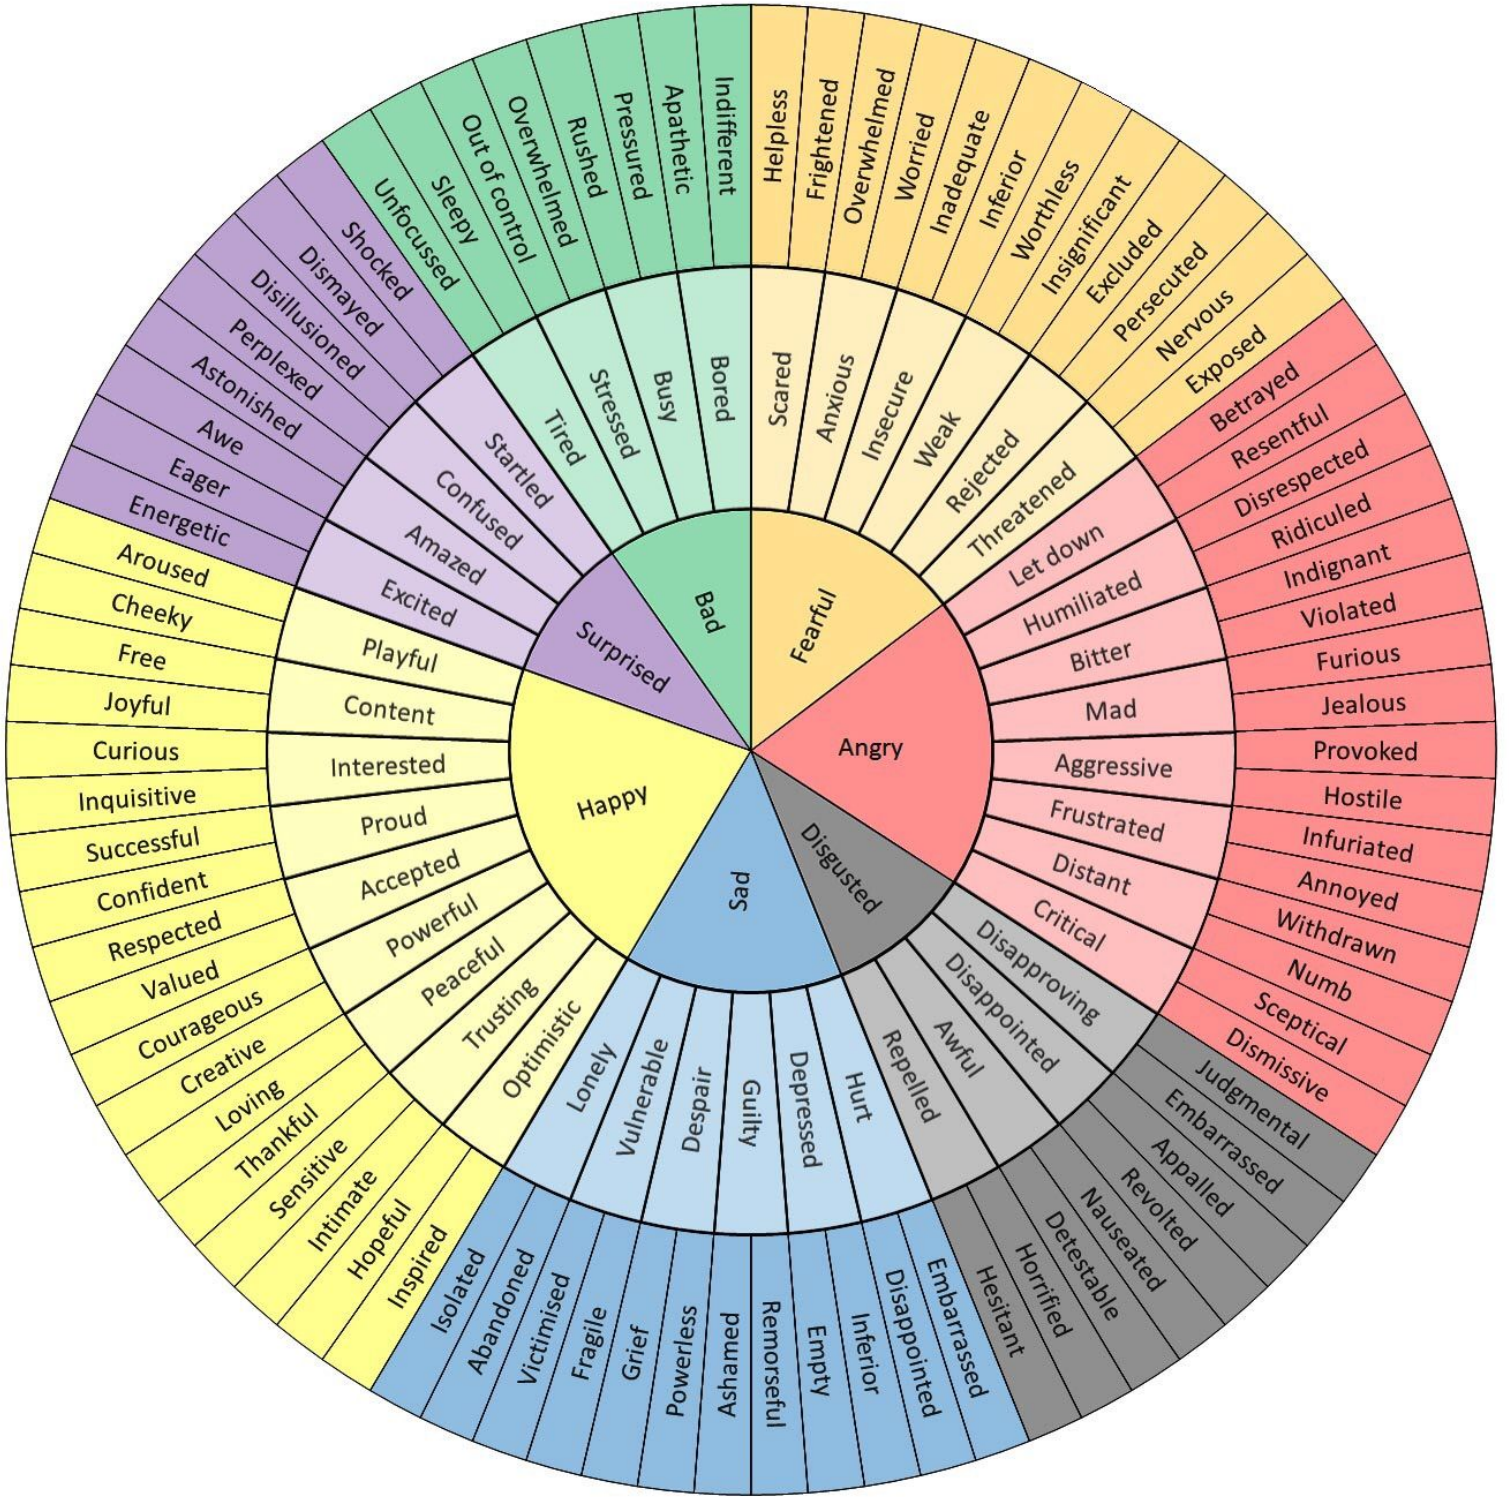 Bad
Fearful
Angry
Disgusted
Sad
Happy
Surprised
Scared
Anxious
Insecure
Weak
Rejected
Threatened
Let down
Humiliated
Bitter
Mad
Aggressive
Frustrated
Distant
Critical
Disapproving
Disappointed
Awful
Repelled
Hurt
Depressed
Guilty
Despair
Vulnerable
Lonely
Optimistic
Trusting
Peaceful
Powerful
Accepted
Proud
Interested
Content
Playful
Excited
Amazed
Confused
Startled
Tired
Stressed
Busy
Bored
Helpless
Frightened
Overwhelmed
Worried
Inadequate
Inferior
Worthless
Insignificant
Excluded
Persecuted
Nervous
Exposed
Betrayed
Resentful
Disrespected
Ridiculed
Indignant
Violated
Furious
Jealous
Provoked
Hostile
Infuriated
Annoyed
Withdrawn
Numb
Sceptical
Dismissive
Judgmental
Embarrassed
Appalled
Revolted
Nauseated
Detestable
Horrified
Hesitant
Embarrassed
Disappointed
Inferior
Empty
Remorseful
Ashamed
Powerless
Grief
Fragile
Victimised
Abandoned
Isolated
Inspired
Hopeful
Intimate
Sensitive
Thankful
Loving
Creative
Courageous
Valued
Respected
Confident
Successful
Inquisitive
Curious
Joyful
Free
Cheeky
Aroused
Energetic
Eager
Awe
Astonished
Perplexed
Disillusioned
Dismayed
Shocked
Unfocussed
Sleepy
Out of control
Overwhelmed
Rushed
Pressured
Apathetic
Indifferent